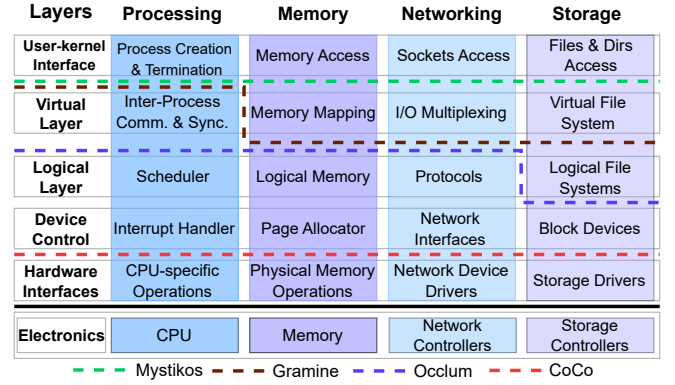 Layers Processing Memory Networking Storage
User-kernel
Interface
Process Creation
& Termination
Memory Access
Sockets Access
Files & Dirs
Access
Virtual
Layer
Inter-Process
Comm. & Sync.
Memory Mapping
I/O Multiplexing
Virtual File
System
Logical
Layer
Scheduler
Logical Memory
Protocols
Logical File
Systems
Device
Control
Interrupt Handler
Page Allocator
Network
Interfaces
Block Devices
Hardware
Interfaces
CPU-specific
Operations
Physical Memory
Operations
Network Device
Drivers
Storage Drivers
Electronics
CPU
Memory
Network
Controllers
Storage
Controllers
Mystikos Gramine Occlum CoCo